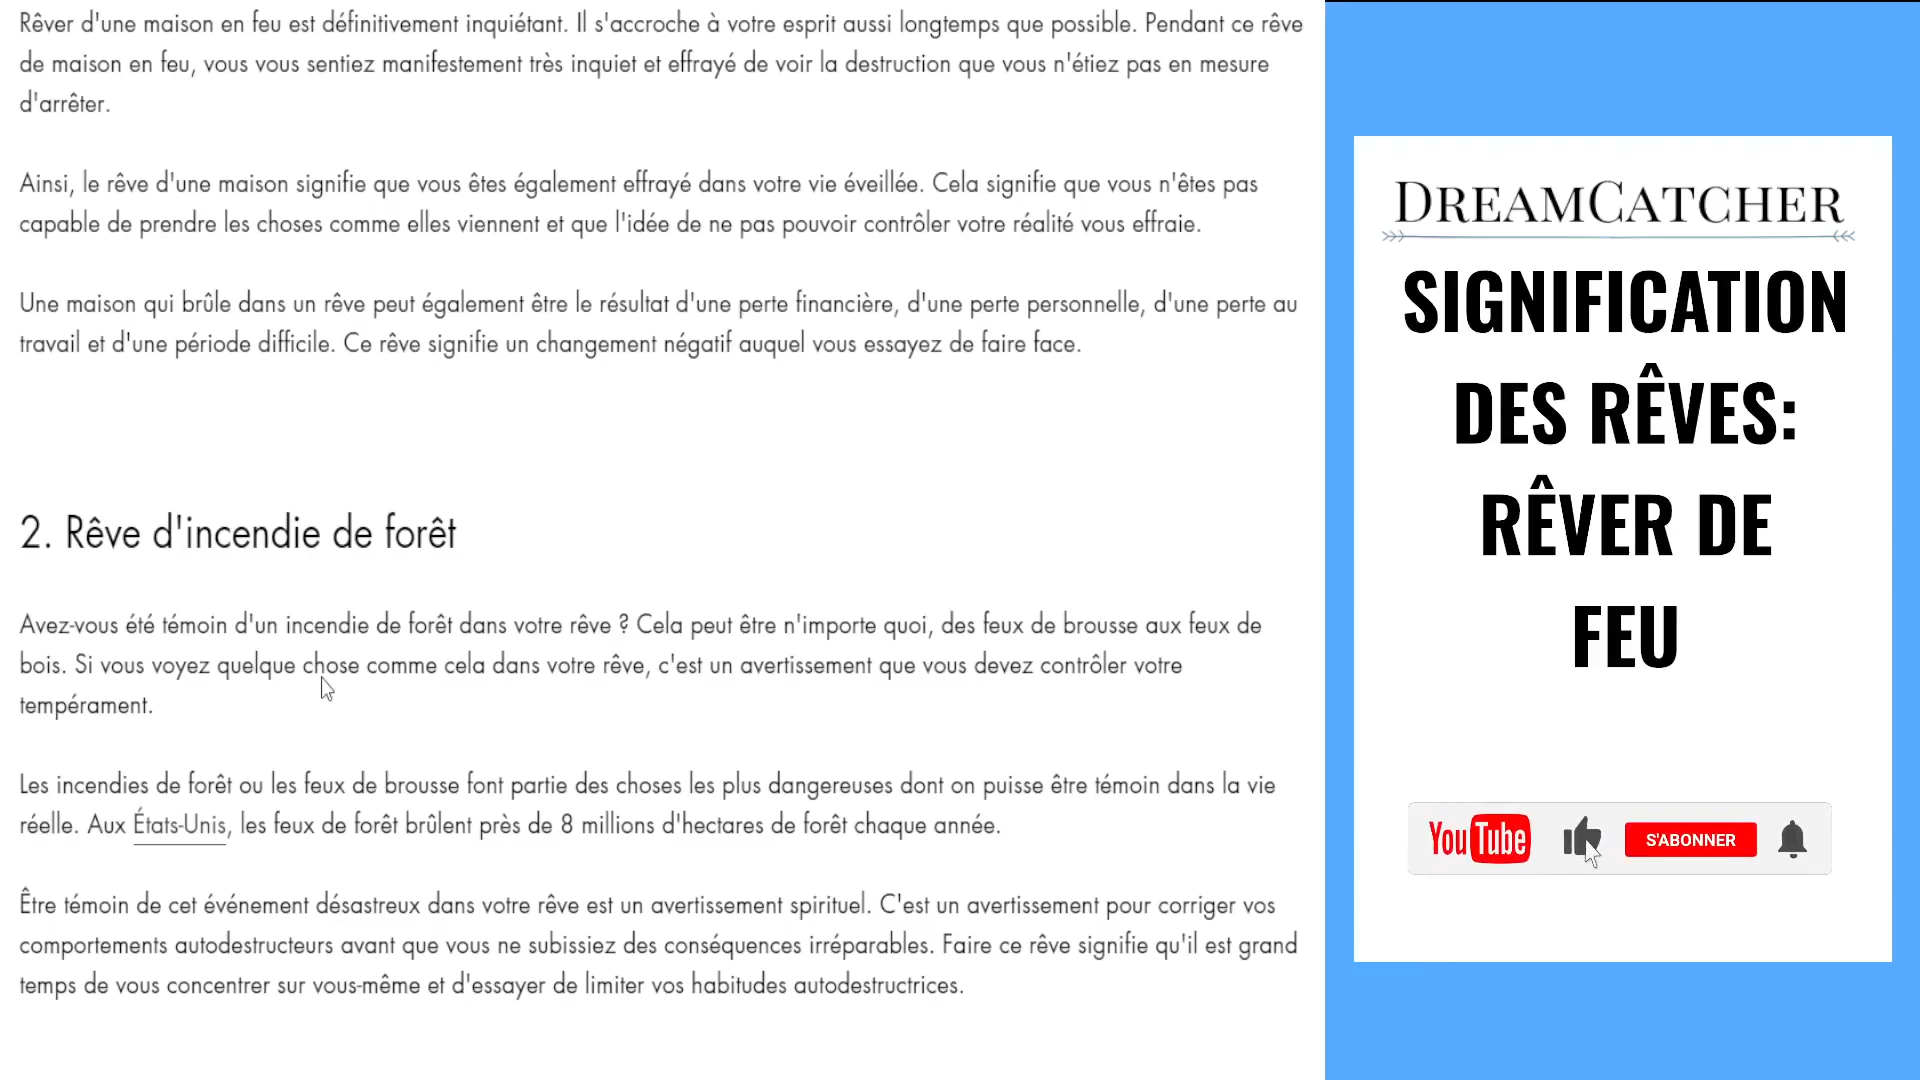 Rêver d'une maison en feu est définitivement inquiétant. Il s'accroche à votre esprit aussi longtemps que possible. Pendant ce rêve
de maison en feu, vous vous sentiez manifestement très inquiet et effrayé de voir la destruction que vous n'étiez pas en mesure
d'arrêter.
Ainsi, le rêve d'une maison signifie que vous êtes également effrayé dans votre vie éveillée. Cela signifie que vous n'êtes pas
capable de prendre les choses comme elles viennent et que l'idée de ne pas pouvoir contrôler votre réalité vous effraie.
Une maison qui brûle dans un rêve peut également être le résultat d'une perte financière, d'une perte personnelle, d'une perte au
travail et d'une période difficile. Ce rêve signifie un changement négatif auquel vous essayez de faire face.
2. Rêve d'incendie de forêt
Avez-vous été témoin d'un incendie de forêt dans votre rêve ? Cela peut être n'importe quoi, des feux de brousse aux feux de
bois. Si vous voyez quelque chose comme cela dans votre rêve, c'est un avertissement que vous devez contrôler votre
tempérament.
Les incendies de forêt ou les feux de brousse font partie des choses les plus dangereuses dont on puisse être témoin dans la vie
réelle. Aux États-Unis, les feux de forêt brûlent près de 8 millions d'hectares de forêt chaque année.
Être témoin de cet événement désastreux dans votre rêve est un avertissement spirituel. C'est un avertissement pour corriger vos
comportements autodestructeurs avant que vous ne subissiez des conséquences irréparables. Faire ce rêve signifie qu'il est grand
temps de vous concentrer sur vous-même et d'essayer de limiter vos habitudes autodestructrices.
DREAMCATCHER
SIGNIFICATION
DES RÊVES:
RÊVER DE
FEU
YouTube
S'ABONNER